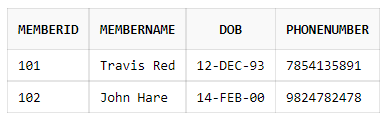 MEMBERID MEMBERNAME DOB PHONENUMBER
101 Travis Red 12-DEC-93 7854135891
102 John Hare 14-FEB-00 9824782478